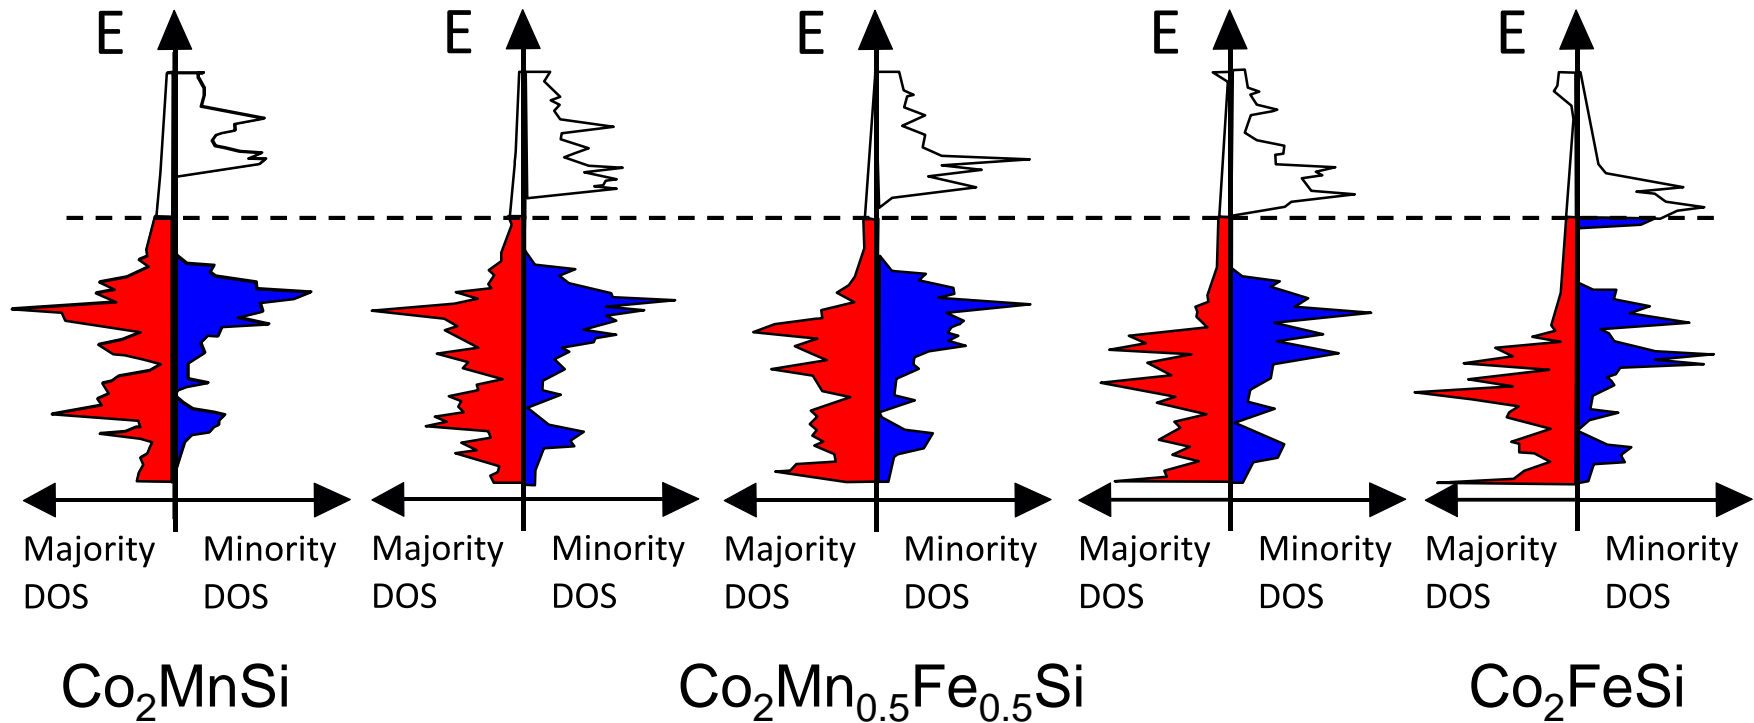 E E E E E
Majority Minority Majority Minority Majority Minority Majority Minority Majority Minority
DOS DOS DOS DOS DOS DOS DOS DOS DOS DOS
Co₂MnSi Co₂Mn₀.₅Fe₀.₅Si Co₂FeSi